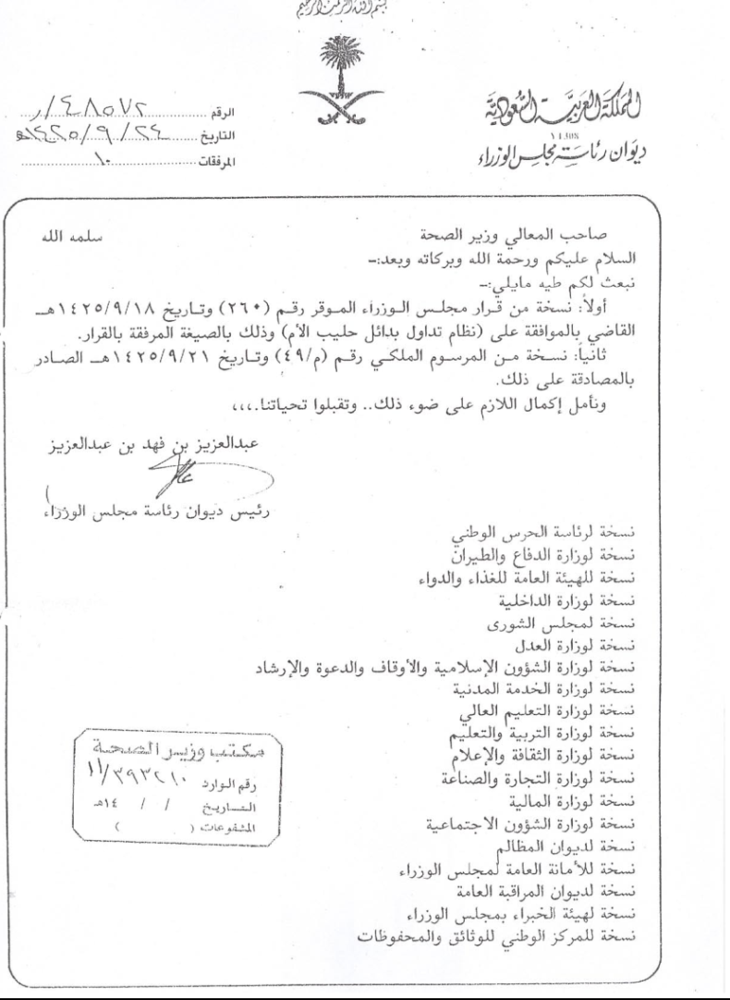 بسم الله الرحمن الرحيم
المملكة العربية السعودية
ديوان رئاسة مجلس الوزراء
الرقم ٤٨٥٧٢/ر
التاريخ ١٤٢٥/٩/٢٤هـ
المرفقات ١٠
صاحب المعالي وزير الصحة سلمه الله
السلام عليكم ورحمة الله وبركاته وبعد:-
نبعث لكم طيه مايلي:-
أولاً: نسخة من قرار مجلس الوزراء الموقر رقم (٢٦٠) وتاريخ ١٤٢٥/٩/١٨هـ
القاضي بالموافقة على (نظام تداول بدائل حليب الأم) وذلك بالصيغة المرفقة بالقرار.
ثانياً: نسخة من المرسوم الملكي رقم (م/٤٩) وتاريخ ١٤٢٥/٩/٢١هـ الصادر
بالمصادقة على ذلك.
ونأمل إكمال اللازم على ضوء ذلك.. وتقبلوا تحياتنا.،،،
عبدالعزيز بن فهد بن عبدالعزيز
رئيس ديوان رئاسة مجلس الوزراء
نسخة لرئاسة الحرس الوطني
نسخة لوزارة الدفاع والطيران
نسخة للهيئة العامة للغذاء والدواء
نسخة لوزارة الداخلية
نسخة لمجلس الشورى
نسخة لوزارة العدل
نسخة لوزارة الشؤون الإسلامية والأوقاف والدعوة والإرشاد
نسخة لوزارة الخدمة المدنية
نسخة لوزارة التعليم العالي
نسخة لوزارة التربية والتعليم
نسخة لوزارة الثقافة والإعلام
نسخة لوزارة التجارة والصناعة
نسخة لوزارة المالية
نسخة لوزارة الشؤون الاجتماعية
نسخة لديوان المظالم
نسخة للأمانة العامة لمجلس الوزراء
نسخة لديوان المراقبة العامة
نسخة لهيئة الخبراء بمجلس الوزراء
نسخة للمركز الوطني للوثائق والمحفوظات
مكتب وزير الصحة
رقم الوارد ١١/٣٩٣٢١٠
التاريخ / / ١٤هـ
المشفوعات ( )